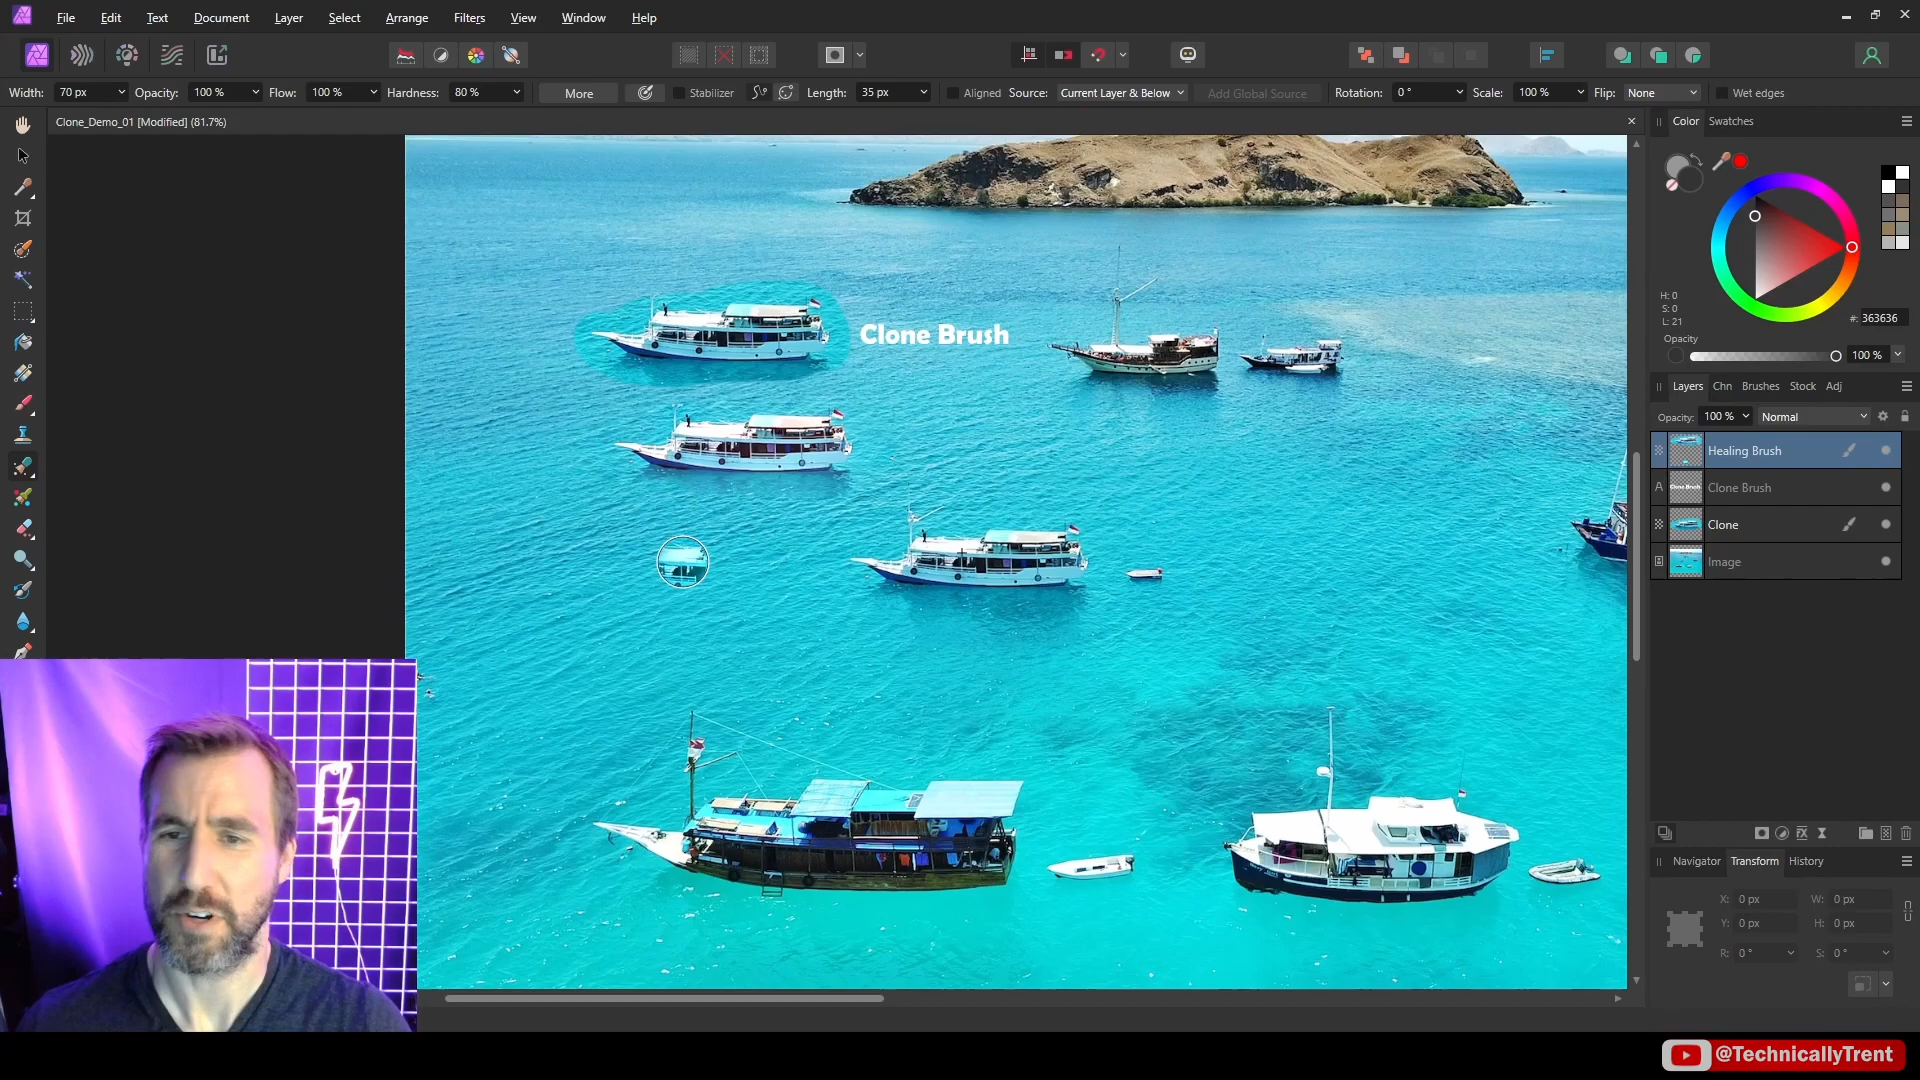 File Edit Text Document Layer Select Arrange Filters View Window Help
Width: 70 px Opacity: 100 % Flow: 100 % Hardness: 80 % More Stabilizer Length: 35 px Aligned Source: Current Layer & Below Add Global Source Rotation: 0 ° Scale: 100 % Flip: None Wet edges
Clone_Demo_01 [Modified] (81.7%)
Clone Brush
Color Swatches
H: 0
S: 0
L: 21
#: 363636
Opacity
100 %
Layers Chn Brushes Stock Adj
Opacity: 100 % Normal
Healing Brush
A Clone Brush Clone Brush
Clone
Image
Navigator Transform History
X: 0 px W: 0 px
Y: 0 px H: 0 px
R: 0 ° S: 0 °
@TechnicallyTrent